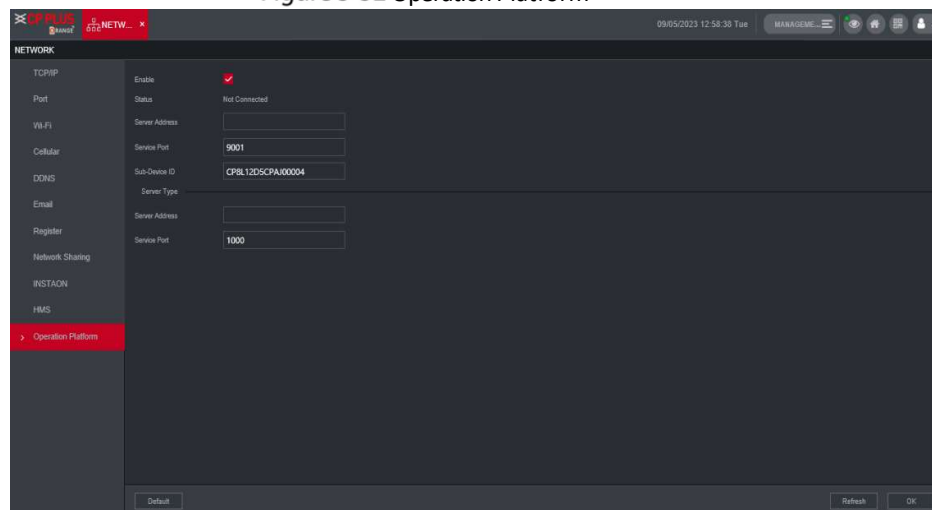 Operation Platform
CP PLUS
ORANGE
NETW... ×
09/05/2023 12:58:38 Tue
MANAGEME...
NETWORK
TCP/IP
Port
Wi-Fi
Cellular
DDNS
Email
Register
Network Sharing
INSTAON
HMS
> Operation Platform
Enable
Status Not Connected
Server Address
Service Port 9001
Sub-Device ID CP8L12D5CPAJ00004
Server Type
Server Address
Service Port 1000
Default
Refresh
OK